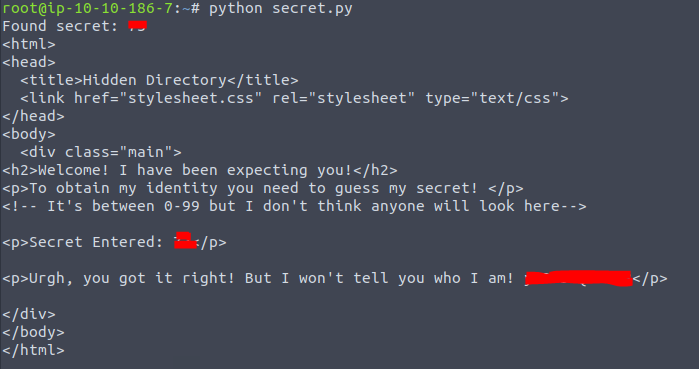 root@ip-10-10-186-7:~# python secret.py
Found secret:
<html>
<head>
  <title>Hidden Directory</title>
  <link href="stylesheet.css" rel="stylesheet" type="text/css">
</head>
<body>
  <div class="main">
<h2>Welcome! I have been expecting you!</h2>
<p>To obtain my identity you need to guess my secret! </p>
<!-- It's between 0-99 but I don't think anyone will look here-->
<p>Secret Entered: </p>
<p>Urgh, you got it right! But I won't tell you who I am! </p>
</div>
</body>
</html>